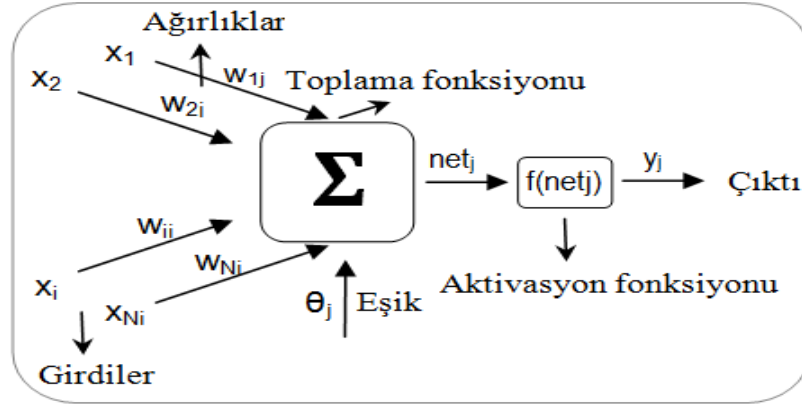 Ağırlıklar
x1
w1j
Toplama fonksiyonu
x2
w2i
Σ
netj
f(netj)
yj
Çıktı
wii
wNi
xi
xNi
θj
Eşik
Aktivasyon fonksiyonu
Girdiler